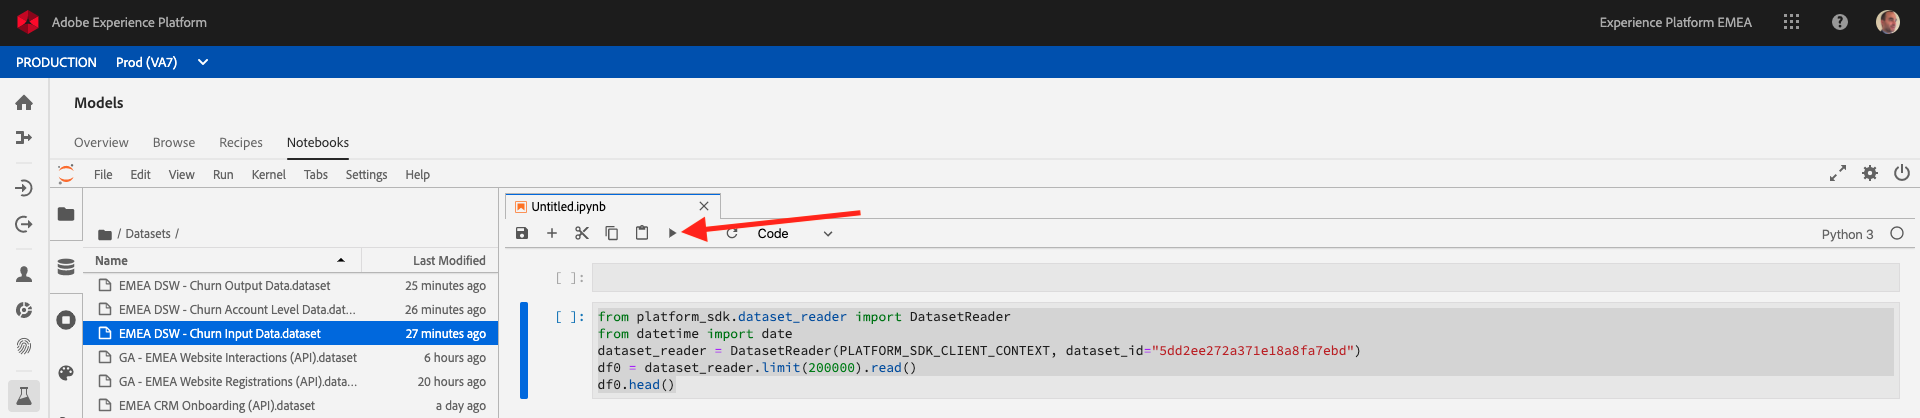 Adobe Experience Platform
Experience Platform EMEA
PRODUCTION Prod (VA7)
Models
Overview Browse Recipes Notebooks
File Edit View Run Kernel Tabs Settings Help
Untitled.ipynb
/ Datasets /
Code
Python 3
Name Last Modified
EMEA DSW - Churn Output Data.dataset 25 minutes ago
EMEA DSW - Churn Account Level Data.dat... 26 minutes ago
EMEA DSW - Churn Input Data.dataset 27 minutes ago
GA - EMEA Website Interactions (API).dataset 6 hours ago
GA - EMEA Website Registrations (API).data... 20 hours ago
EMEA CRM Onboarding (API).dataset a day ago
[ ]:
[ ]:
from platform_sdk.dataset_reader import DatasetReader
from datetime import date
dataset_reader = DatasetReader(PLATFORM_SDK_CLIENT_CONTEXT, dataset_id="5dd2ee272a371e18a8fa7ebd")
df0 = dataset_reader.limit(200000).read()
df0.head()